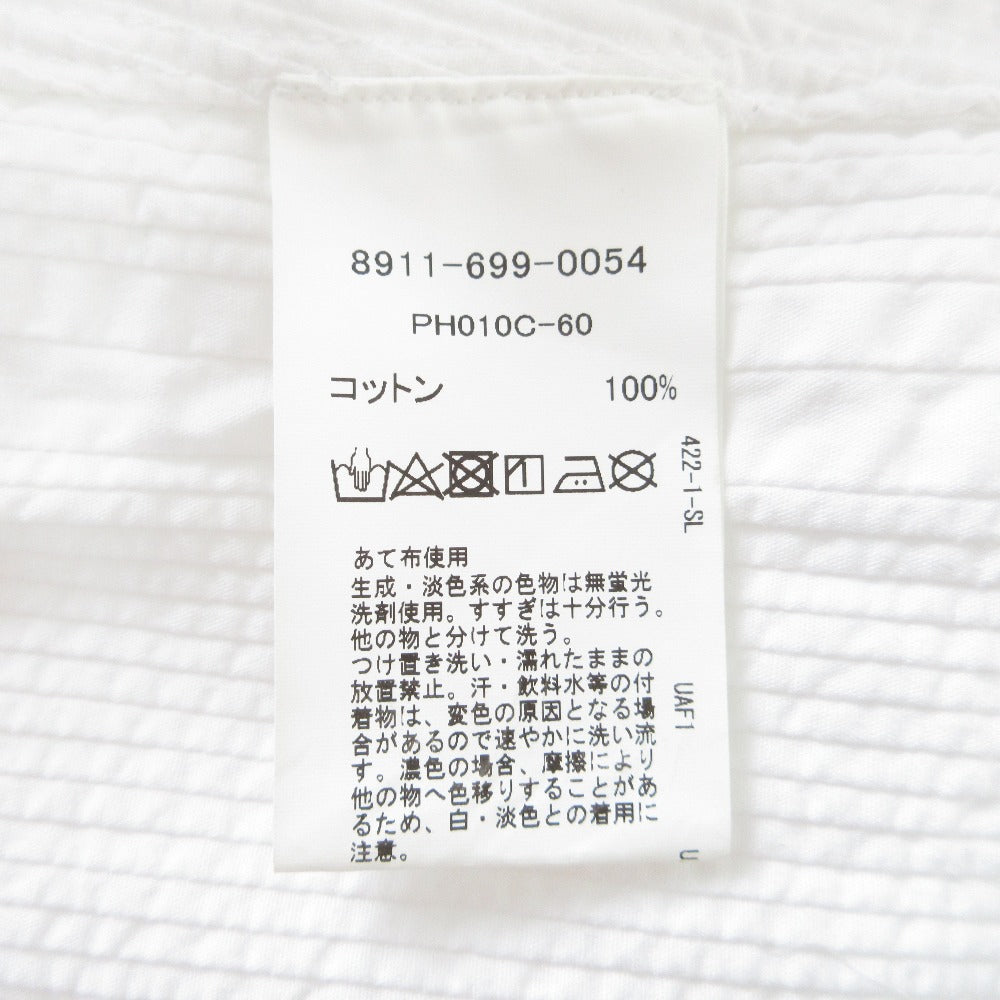 8911-699-0054
PH010C-60
コットン 100%
422-1-SL
あて布使用
生成・淡色系の色物は無蛍光
洗剤使用。すすぎは十分行う。
他の物と分けて洗う。
つけ置き洗い・濡れたままの
放置禁止。汗・飲料水等の付
着物は、変色の原因となる場
合があるので速やかに洗い流
す。濃色の場合、摩擦により
他の物へ色移りすることがあ
るため、白・淡色との着用に
注意。
UAF1
U